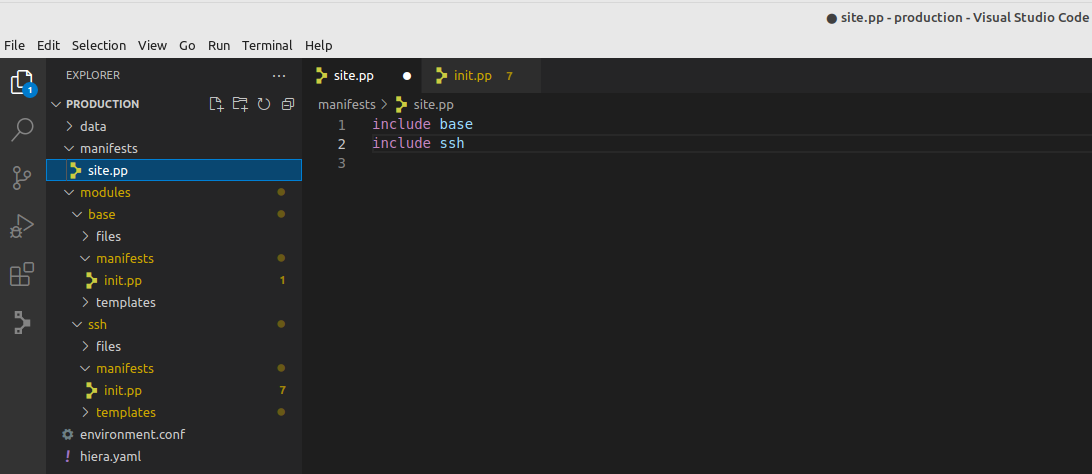 ● site.pp - production - Visual Studio Code
File Edit Selection View Go Run Terminal Help
EXPLORER ...
site.pp ●
init.pp 7
1
PRODUCTION
manifests > site.pp
data
1 include base
manifests
2 include ssh
site.pp
3
modules
base
files
manifests
init.pp 1
templates
ssh
files
manifests
init.pp 7
templates
environment.conf
! hiera.yaml